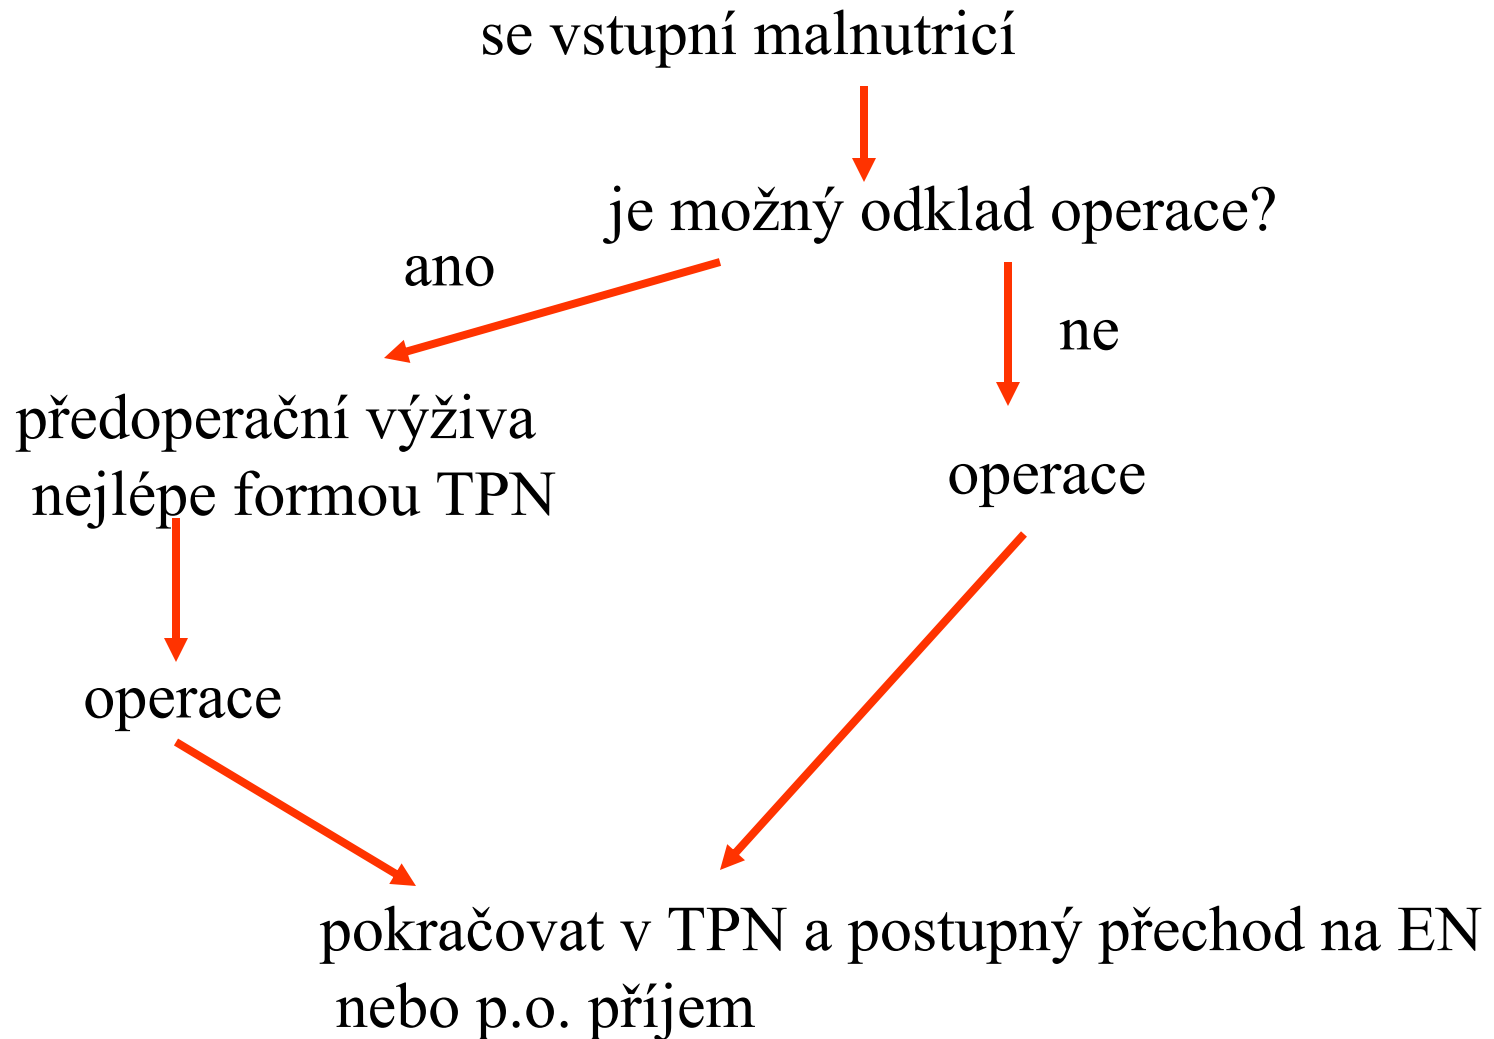 se vstupní malnutricí
je možný odklad operace?
ano
ne
předoperační výživa
nejlépe formou TPN
operace
operace
pokračovat v TPN a postupný přechod na EN
nebo p.o. příjem